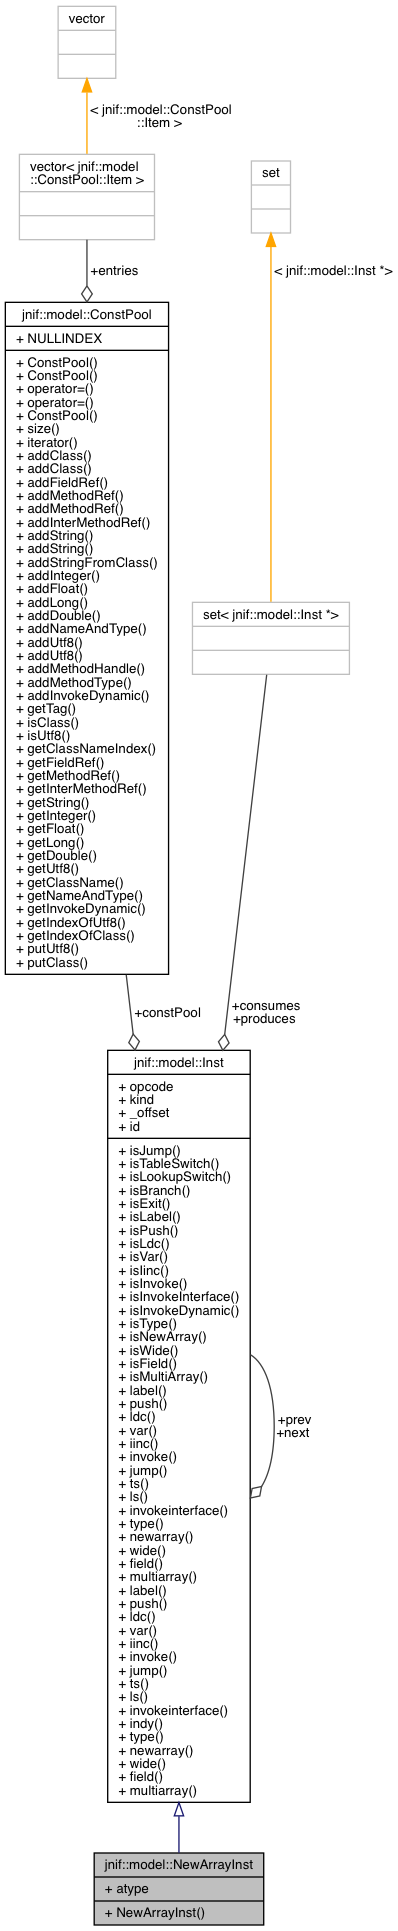 vector
< jnif::model::ConstPool
::Item >
vector< jnif::model
::ConstPool::Item >
set
+entries
< jnif::model::Inst *>
jnif::model::ConstPool
+ NULLINDEX
+ ConstPool()
+ ConstPool()
+ operator=()
+ operator=()
+ ConstPool()
+ size()
+ iterator()
+ addClass()
+ addClass()
+ addFieldRef()
+ addMethodRef()
+ addMethodRef()
+ addInterMethodRef()
+ addString()
+ addString()
+ addStringFromClass()
+ addInteger()
+ addFloat()
+ addLong()
+ addDouble()
+ addNameAndType()
+ addUtf8()
+ addUtf8()
+ addMethodHandle()
+ addMethodType()
+ addInvokeDynamic()
+ getTag()
+ isClass()
+ isUtf8()
+ getClassNameIndex()
+ getFieldRef()
+ getMethodRef()
+ getInterMethodRef()
+ getString()
+ getInteger()
+ getFloat()
+ getLong()
+ getDouble()
+ getUtf8()
+ getClassName()
+ getNameAndType()
+ getInvokeDynamic()
+ getIndexOfUtf8()
+ getIndexOfClass()
+ putUtf8()
+ putClass()
set< jnif::model::Inst *>
+constPool
+consumes
+produces
jnif::model::Inst
+ opcode
+ kind
+ _offset
+ id
+ isJump()
+ isTableSwitch()
+ isLookupSwitch()
+ isBranch()
+ isExit()
+ isLabel()
+ isPush()
+ isLdc()
+ isVar()
+ isIinc()
+ isInvoke()
+ isInvokeInterface()
+ isInvokeDynamic()
+ isType()
+ isNewArray()
+ isWide()
+ isField()
+ isMultiArray()
+ label()
+ push()
+ ldc()
+ var()
+ iinc()
+ invoke()
+ jump()
+ ts()
+ ls()
+ invokeinterface()
+ type()
+ newarray()
+ wide()
+ field()
+ multiarray()
+ label()
+ push()
+ ldc()
+ var()
+ iinc()
+ invoke()
+ jump()
+ ts()
+ ls()
+ invokeinterface()
+ indy()
+ type()
+ newarray()
+ wide()
+ field()
+ multiarray()
+prev
+next
jnif::model::NewArrayInst
+ atype
+ NewArrayInst()